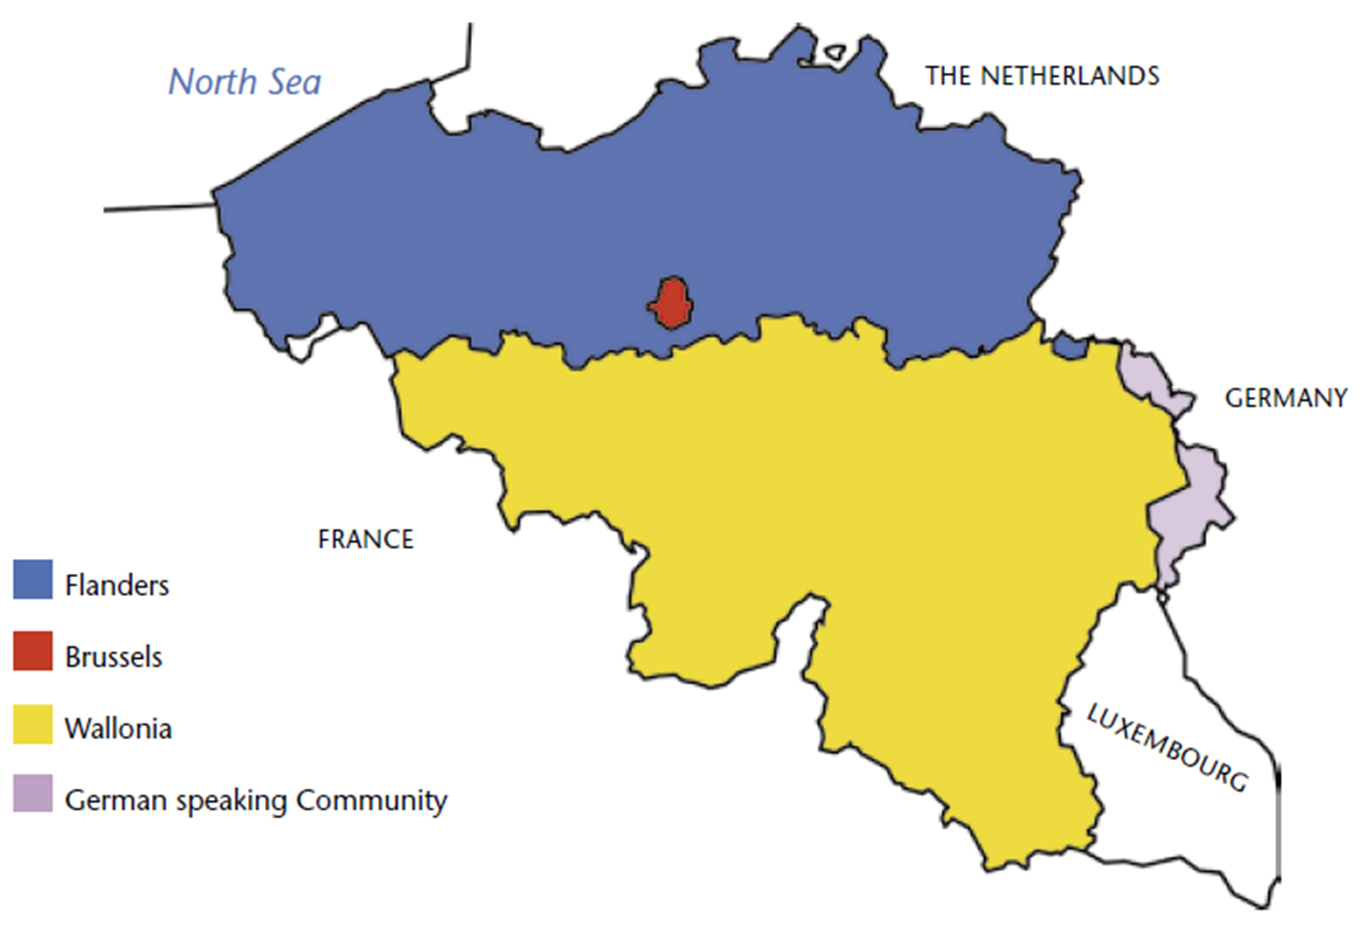 North Sea
THE NETHERLANDS
GERMANY
FRANCE
LUXEMBOURG
Flanders
Brussels
Wallonia
German speaking Community